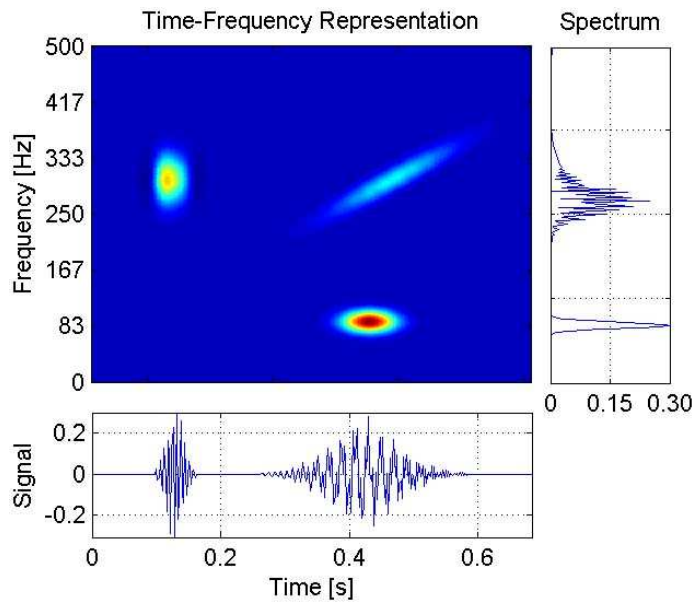 Time-Frequency Representation
Spectrum
Frequency [Hz]
500
417
333
250
167
83
0
0 0.15 0.30
Signal
0.2
0
-0.2
0 0.2 0.4 0.6
Time [s]